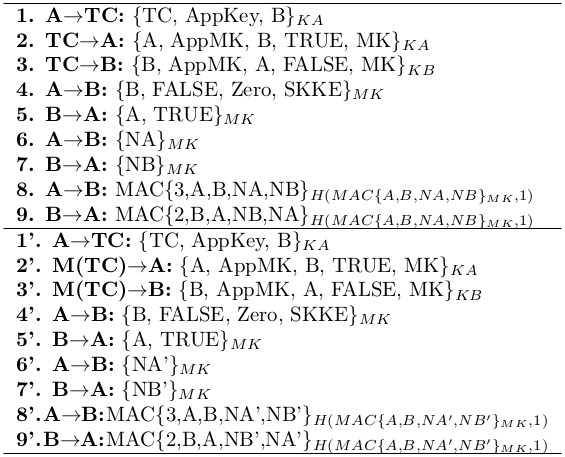 1. A→TC: {TC, AppKey, B}_{KA}
2. TC→A: {A, AppMK, B, TRUE, MK}_{KA}
3. TC→B: {B, AppMK, A, FALSE, MK}_{KB}
4. A→B: {B, FALSE, Zero, SKKE}_{MK}
5. B→A: {A, TRUE}_{MK}
6. A→B: {NA}_{MK}
7. B→A: {NB}_{MK}
8. A→B: MAC{3,A,B,NA,NB}_{H(MAC{A,B,NA,NB}_{MK},1)}
9. B→A: MAC{2,B,A,NB,NA}_{H(MAC{A,B,NA,NB}_{MK},1)}
1'. A→TC: {TC, AppKey, B}_{KA}
2'. M(TC)→A: {A, AppMK, B, TRUE, MK}_{KA}
3'. M(TC)→B: {B, AppMK, A, FALSE, MK}_{KB}
4'. A→B: {B, FALSE, Zero, SKKE}_{MK}
5'. B→A: {A, TRUE}_{MK}
6'. A→B: {NA'}_{MK}
7'. B→A: {NB'}_{MK}
8'.A→B:MAC{3,A,B,NA',NB'}_{H(MAC{A,B,NA',NB'}_{MK},1)}
9'.B→A:MAC{2,B,A,NB',NA'}_{H(MAC{A,B,NA',NB'}_{MK},1)}